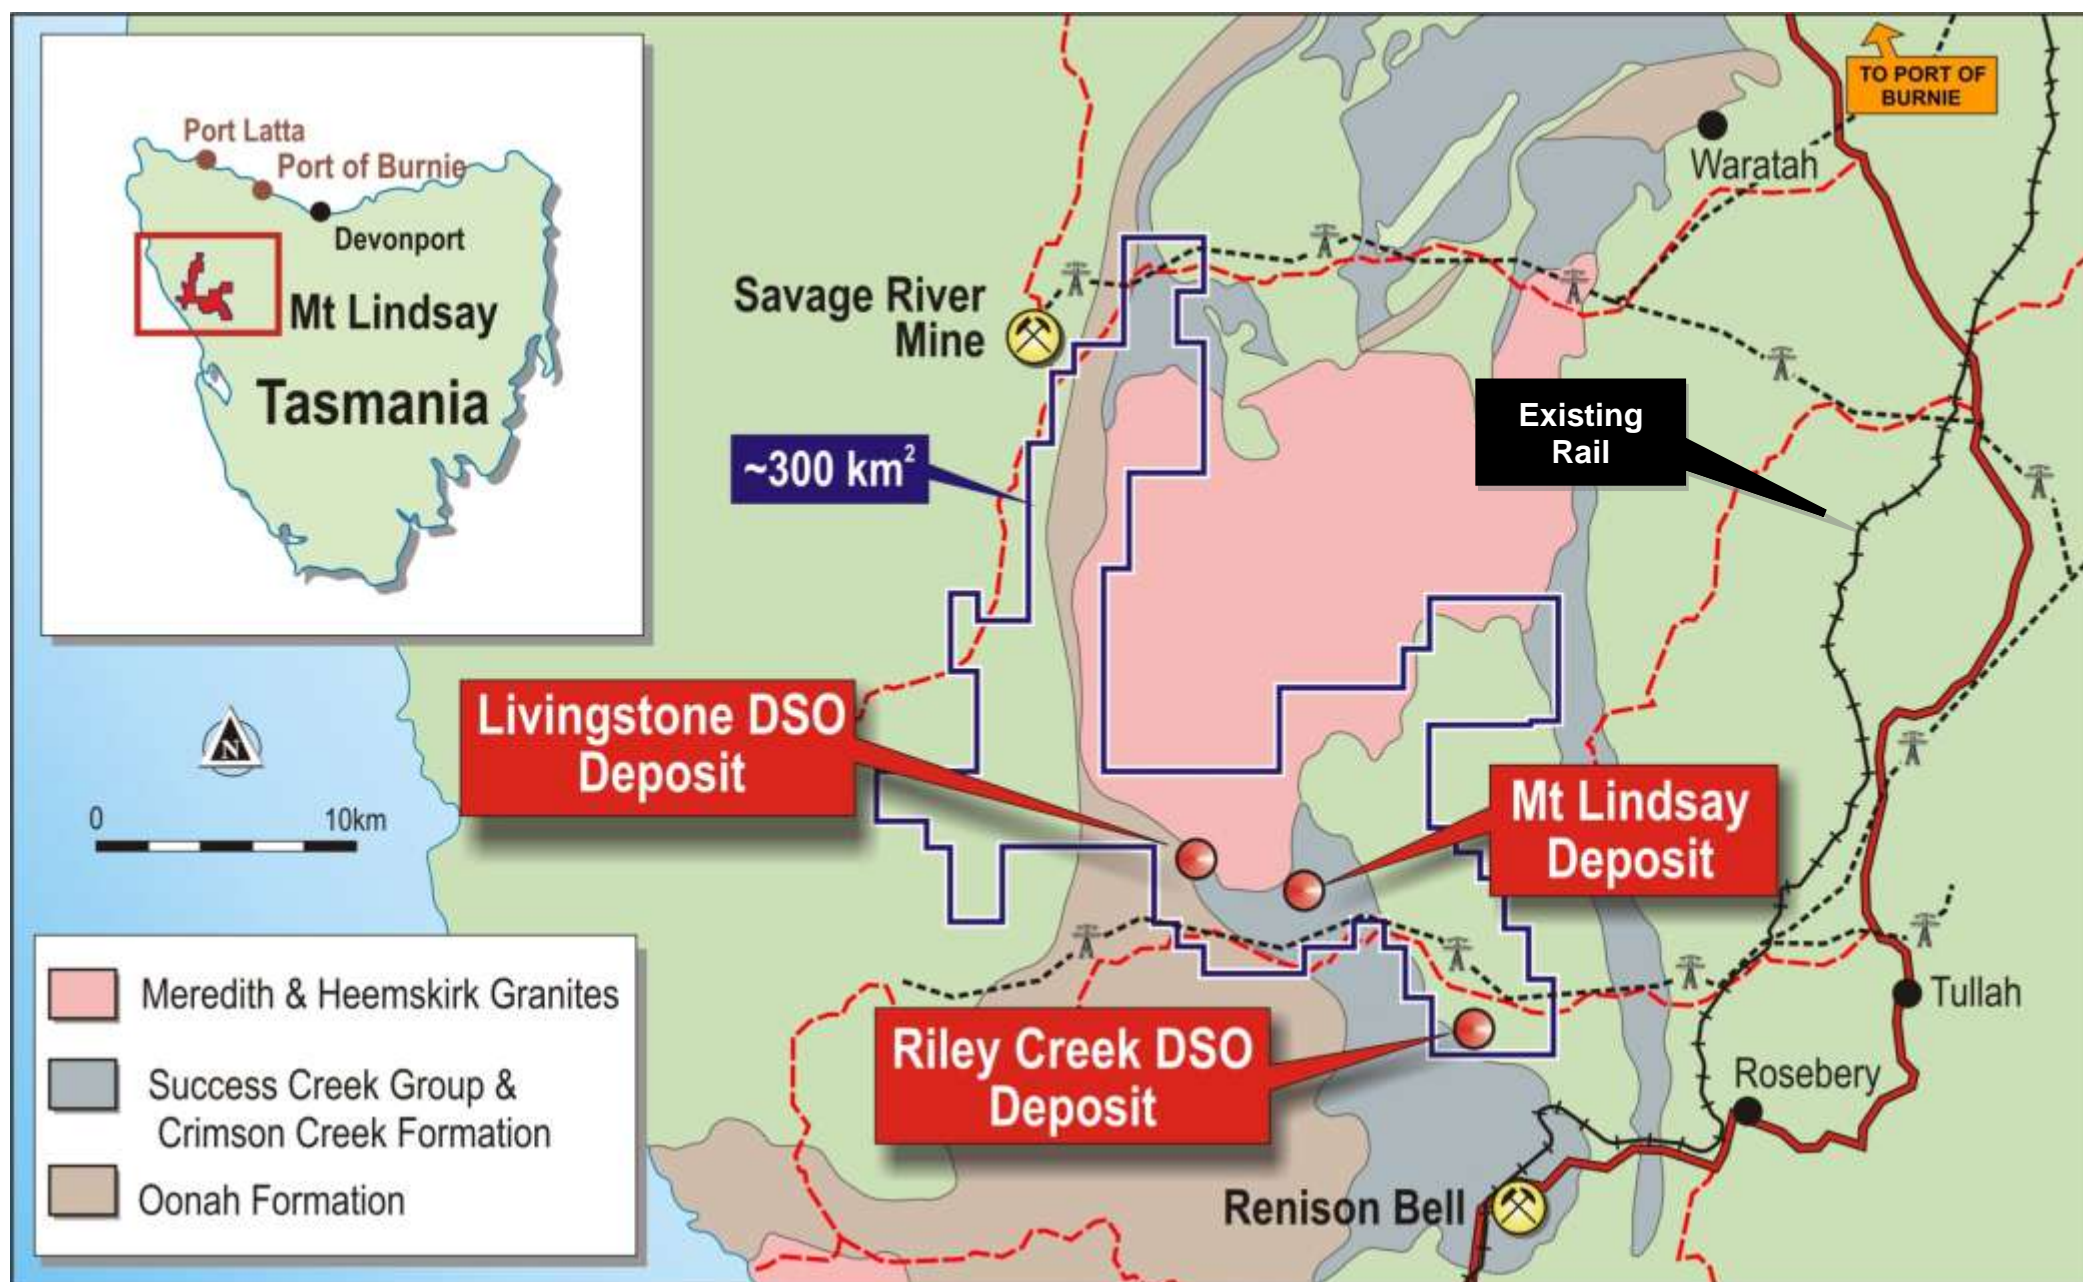 Port Latta
Port of Burnie
Devonport
Mt Lindsay
Tasmania
TO PORT OF
BURNIE
Waratah
Savage River
Mine
~300 km²
Existing
Rail
Livingstone DSO
Deposit
N
0 10km
Mt Lindsay
Deposit
Meredith & Heemskirk Granites
Success Creek Group &
Crimson Creek Formation
Oonah Formation
Riley Creek DSO
Deposit
Tullah
Rosebery
Renison Bell